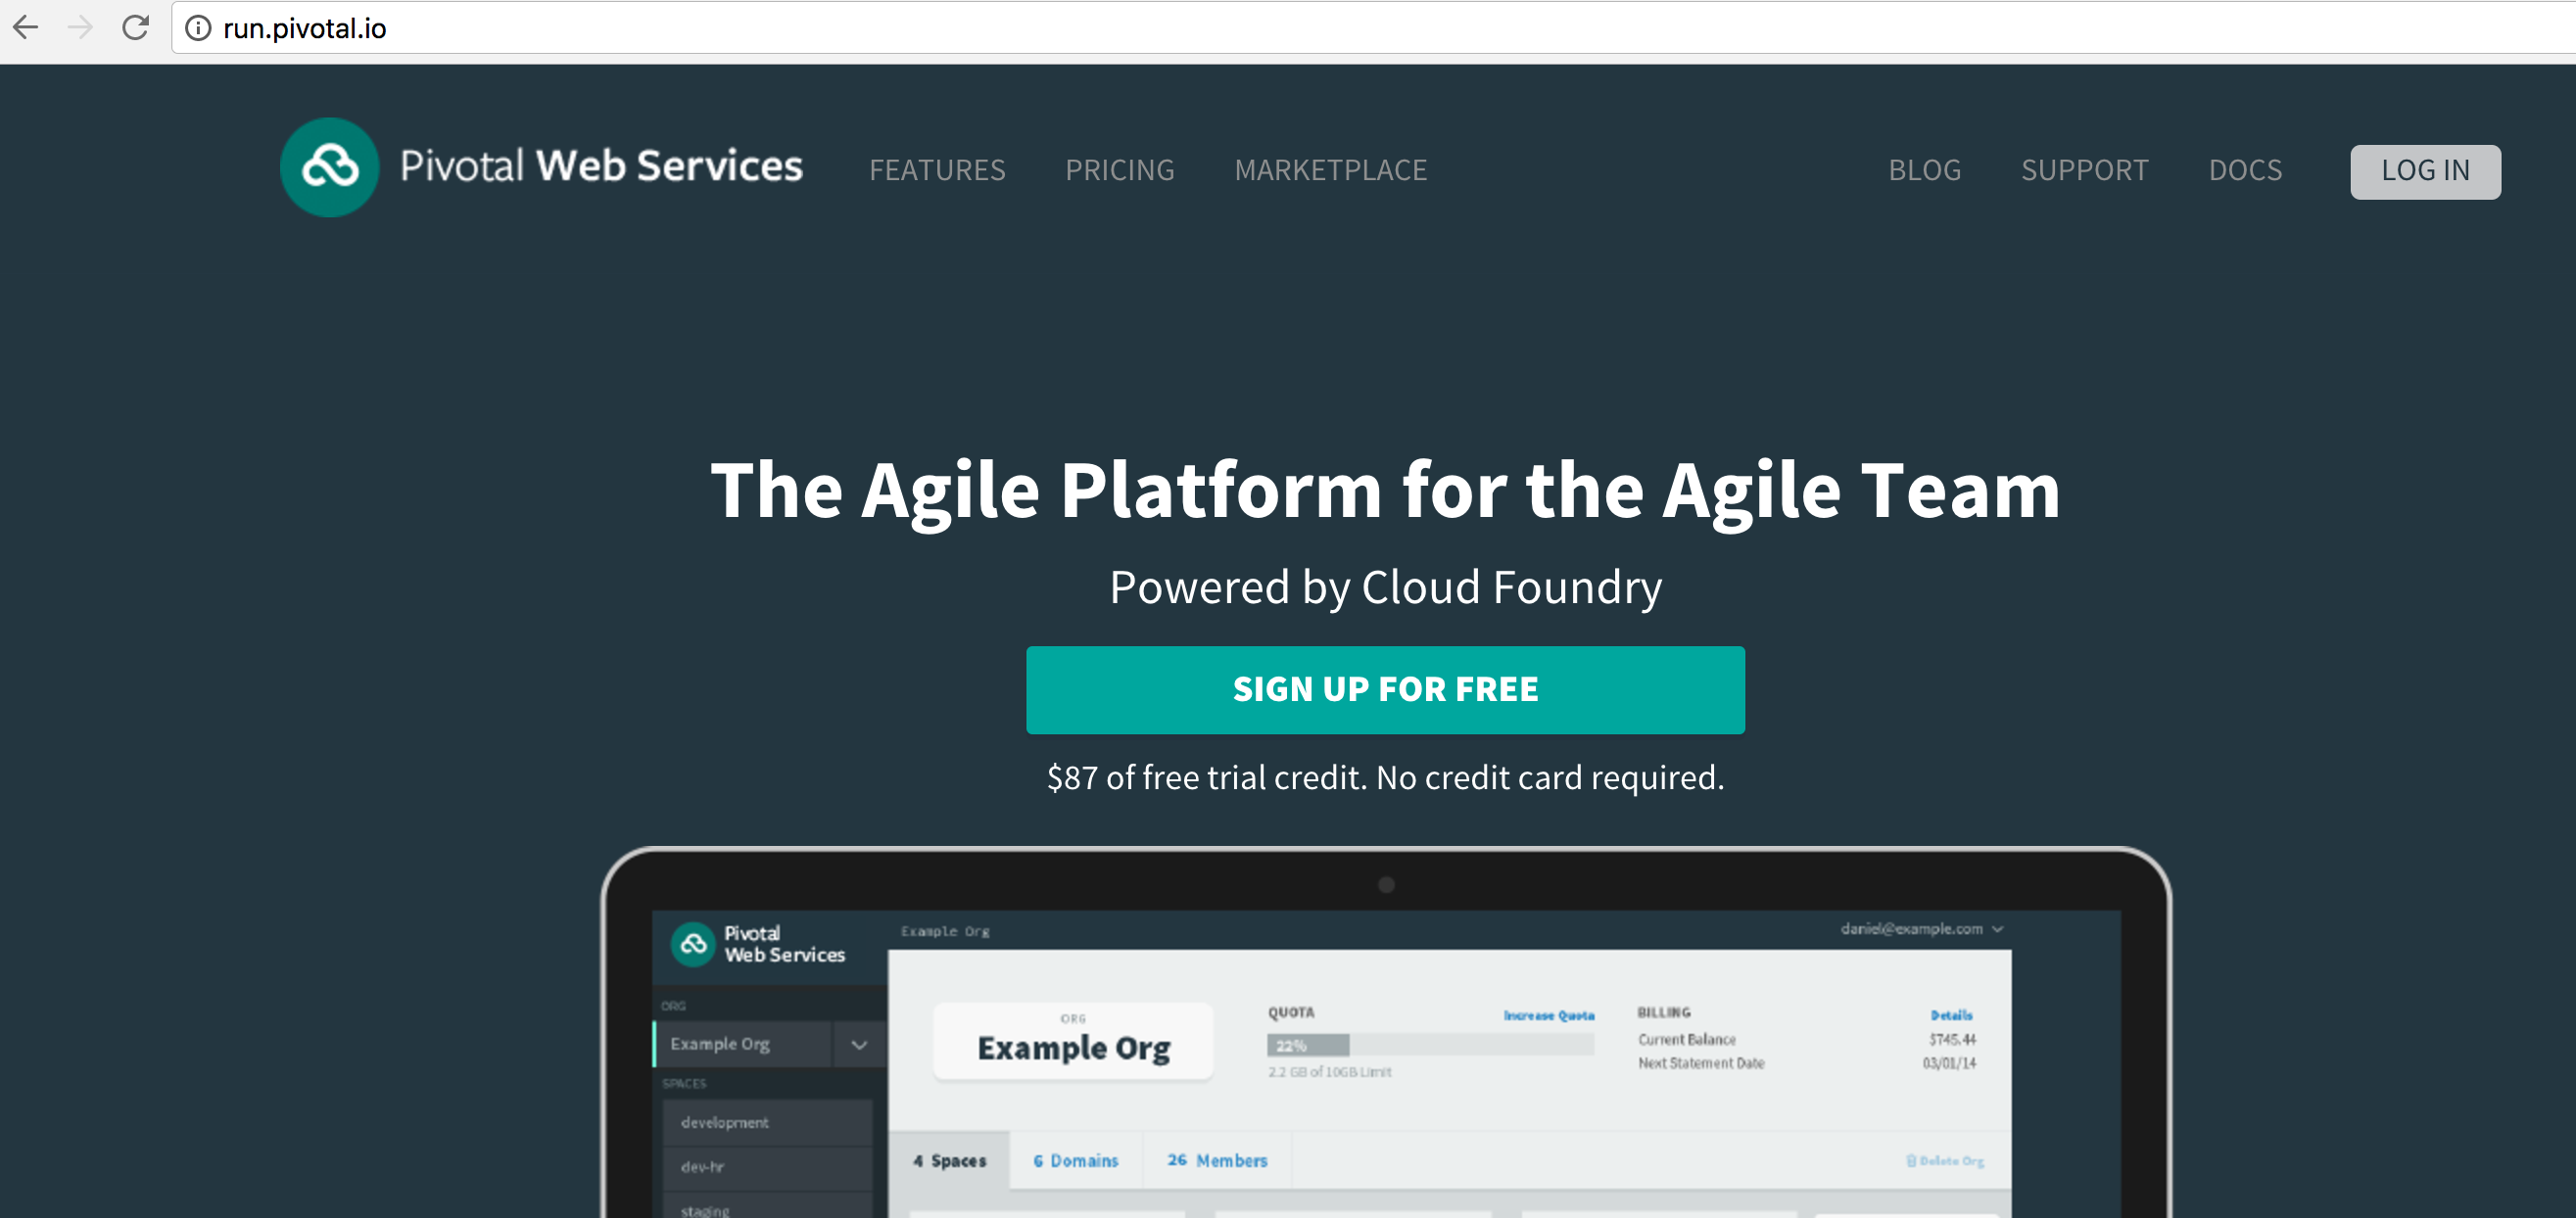 run.pivotal.io
Pivotal Web Services FEATURES PRICING MARKETPLACE BLOG SUPPORT DOCS LOG IN
The Agile Platform for the Agile Team
Powered by Cloud Foundry
SIGN UP FOR FREE
$87 of free trial credit. No credit card required.
Pivotal
Web Services
Example Org daniel@example.com
ORG
Example Org
SPACES
development
dev-hr
staging
ORG
Example Org
QUOTA Increase Quota
22%
2.2 GB of 10GB Limit
BILLING Details
Current Balance $745.44
Next Statement Date 03/01/14
4 Spaces 6 Domains 26 Members Delete Org